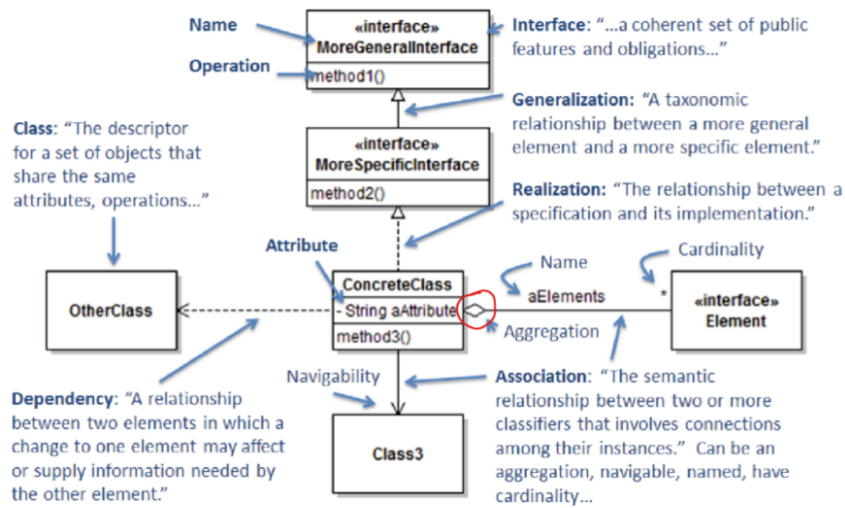 Name
«interface»
MoreGeneralInterface
Interface: “...a coherent set of public
features and obligations...”
Operation
method1()
Generalization: “A taxonomic
relationship between a more general
element and a more specific element.”
Class: “The descriptor
for a set of objects that
share the same
attributes, operations...”
«interface»
MoreSpecificInterface
method2()
Realization: “The relationship between a
specification and its implementation.”
Attribute
Name
Cardinality
OtherClass
ConcreteClass
- String aAttribute
method3()
aElements
*
«interface»
Element
Aggregation
Navigability
Dependency: “A relationship
between two elements in which a
change to one element may affect
or supply information needed by
the other element.”
Class3
Association: “The semantic
relationship between two or more
classifiers that involves connections
among their instances.” Can be an
aggregation, navigable, named, have
cardinality...